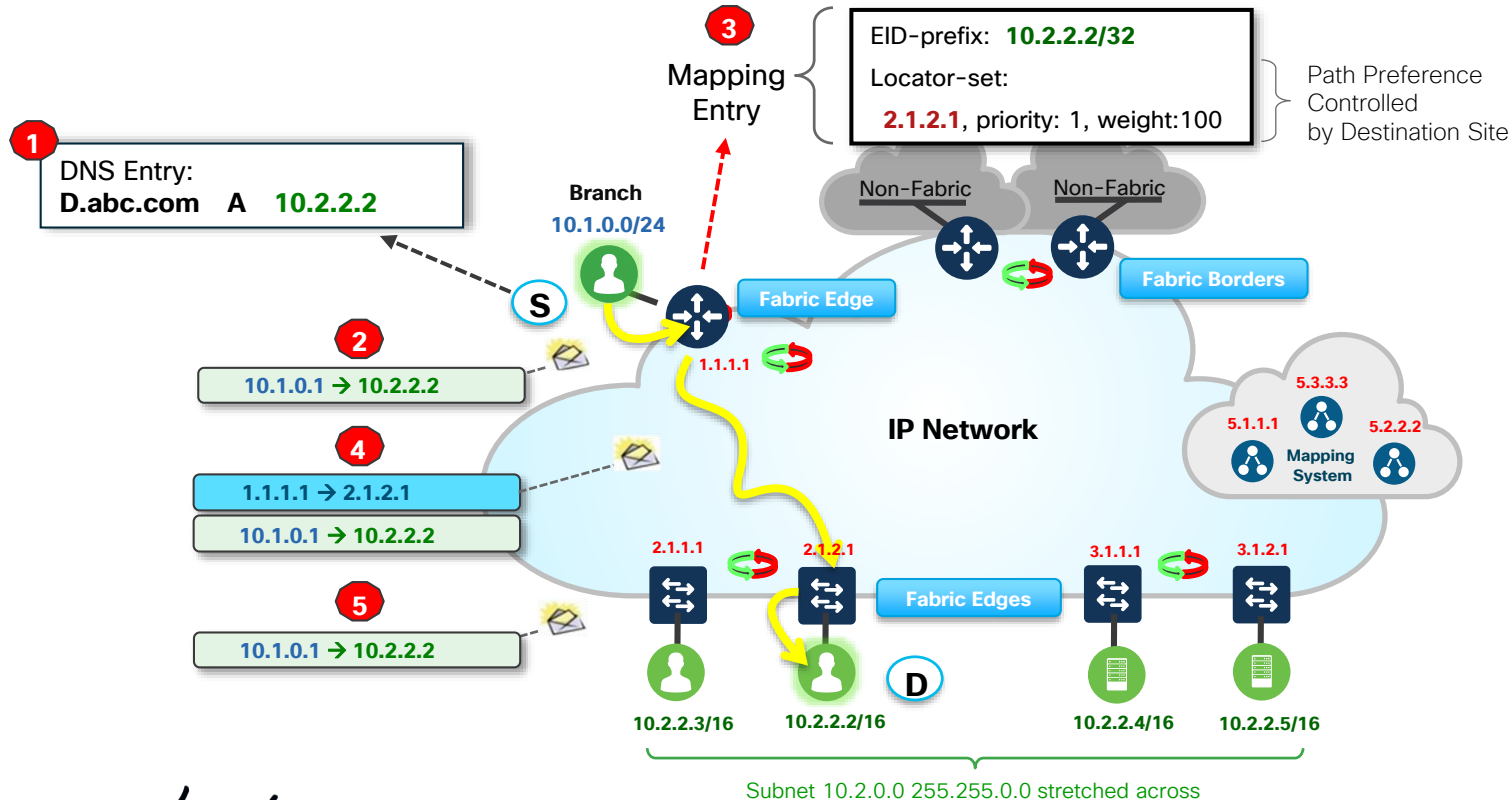 3
Mapping
Entry
EID-prefix: 10.2.2.2/32
Locator-set:
2.1.2.1, priority: 1, weight:100
Path Preference
Controlled
by Destination Site
1
DNS Entry:
D.abc.com A 10.2.2.2
Branch
10.1.0.0/24
Non-Fabric
Non-Fabric
S
Fabric Edge
Fabric Borders
2
10.1.0.1 → 10.2.2.2
1.1.1.1
IP Network
5.3.3.3
5.1.1.1
5.2.2.2
Mapping
System
4
1.1.1.1 → 2.1.2.1
10.1.0.1 → 10.2.2.2
2.1.1.1
2.1.2.1
3.1.1.1
3.1.2.1
Fabric Edges
5
10.1.0.1 → 10.2.2.2
D
10.2.2.3/16
10.2.2.2/16
10.2.2.4/16
10.2.2.5/16
Subnet 10.2.0.0 255.255.0.0 stretched across